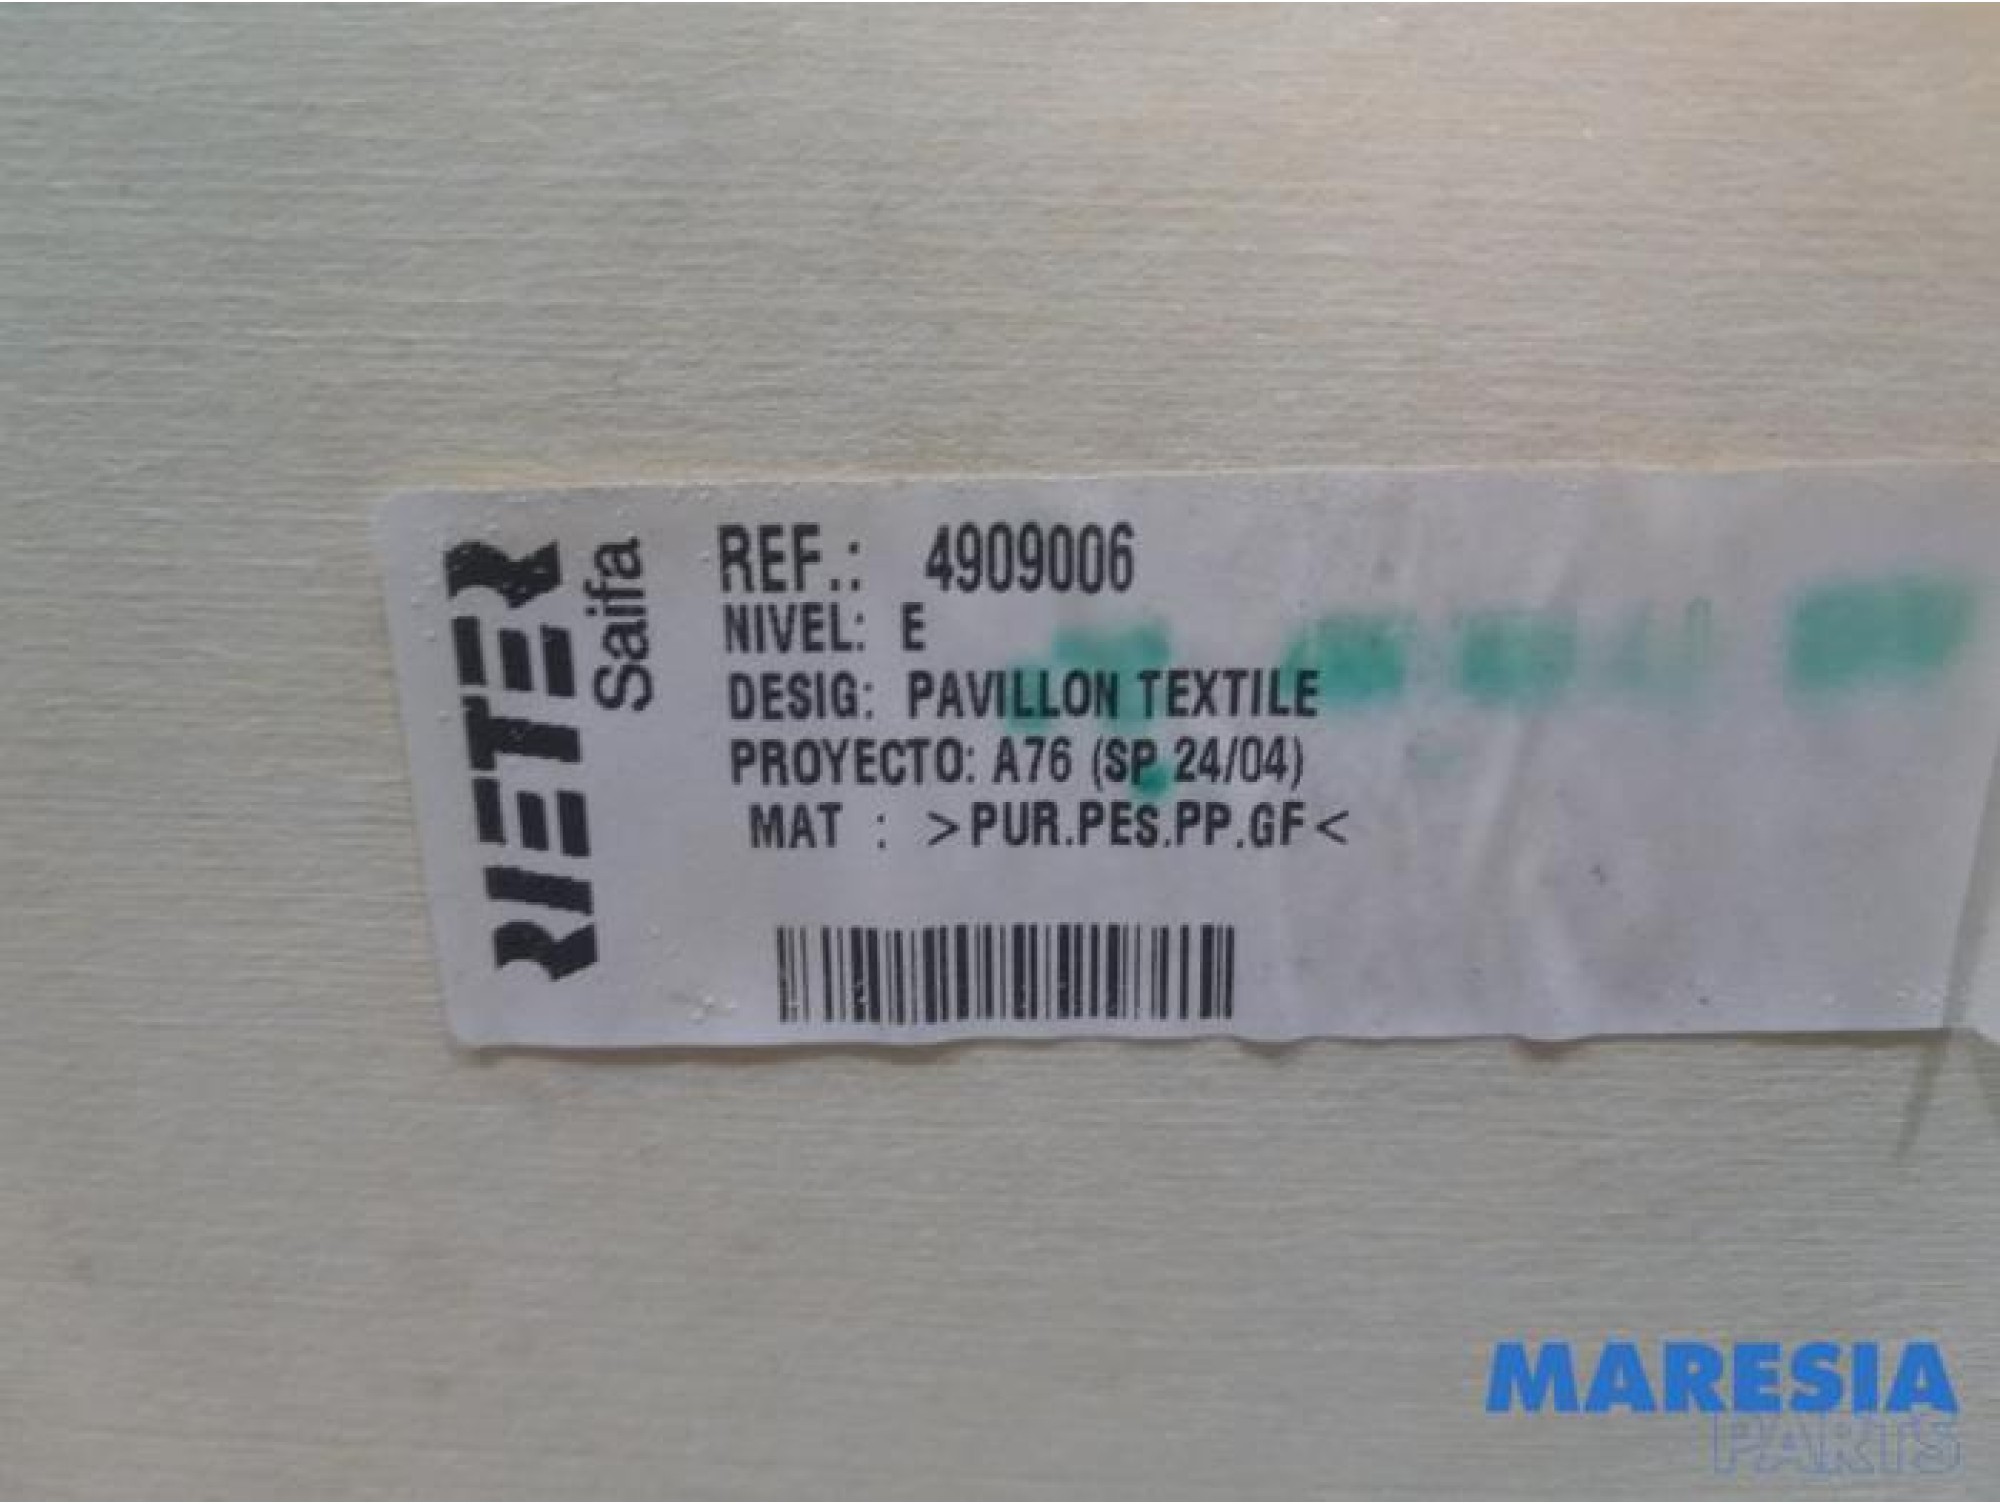 RIETER
Saifa
REF.: 4909006
NIVEL: E
DESIG: PAVILLON TEXTILE
PROYECTO: A76 (SP 24/04)
MAT : >PUR.PES.PP.GF<
MARESIA
PARTS